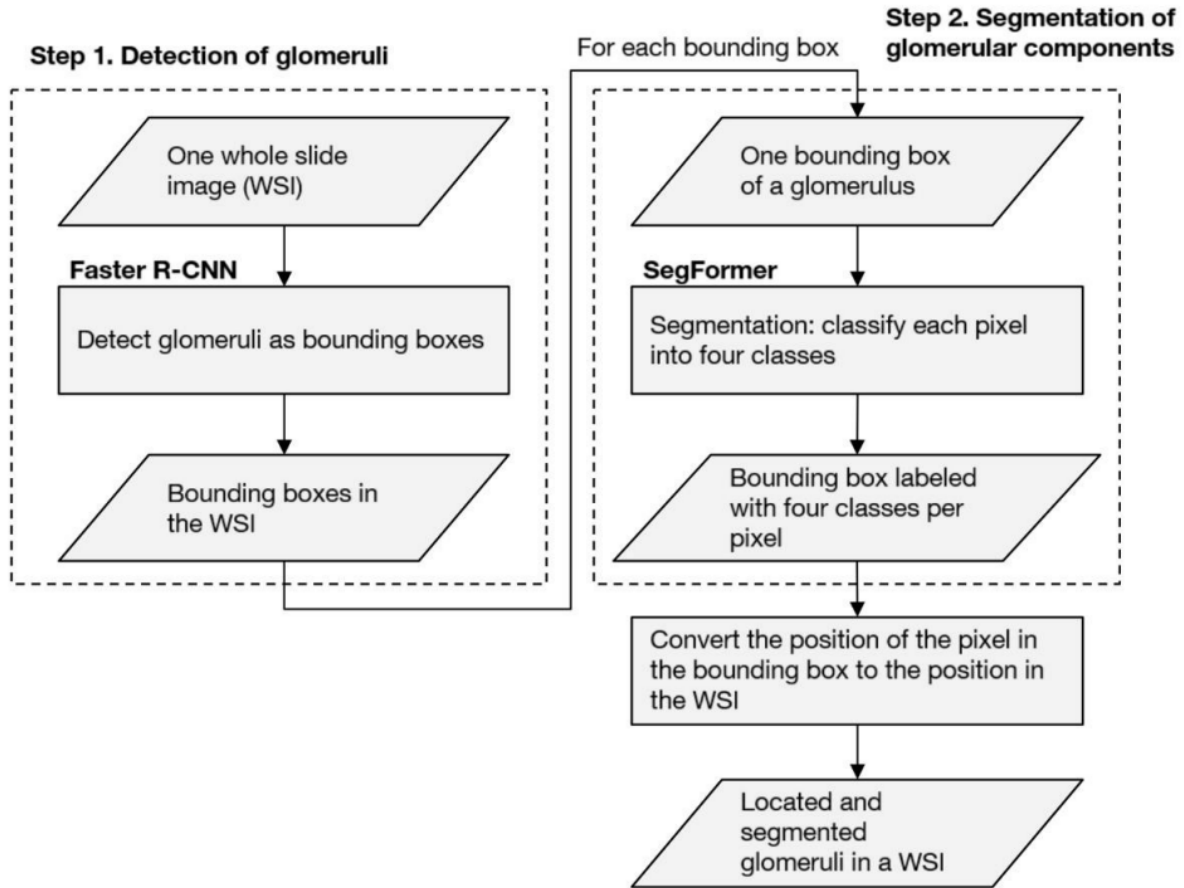 Step 1. Detection of glomeruli
One whole slide
image (WSI)
Faster R-CNN
Detect glomeruli as bounding boxes
Bounding boxes in
the WSI
For each bounding box
Step 2. Segmentation of
glomerular components
One bounding box
of a glomerulus
SegFormer
Segmentation: classify each pixel
into four classes
Bounding box labeled
with four classes per
pixel
Convert the position of the pixel in
the bounding box to the position in
the WSI
Located and
segmented
glomeruli in a WSI